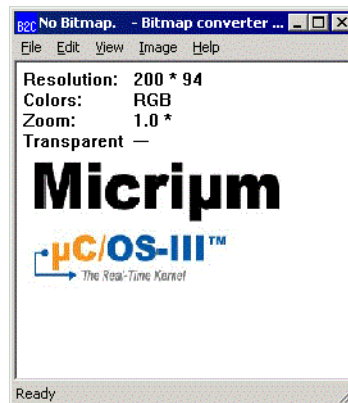 B2C No Bitmap. - Bitmap converter ...
File Edit View Image Help
Resolution: 200 * 94
Colors: RGB
Zoom: 1.0 *
Transparent —
Micriµm
µC/OS-III™
The Real-Time Kernel
Ready